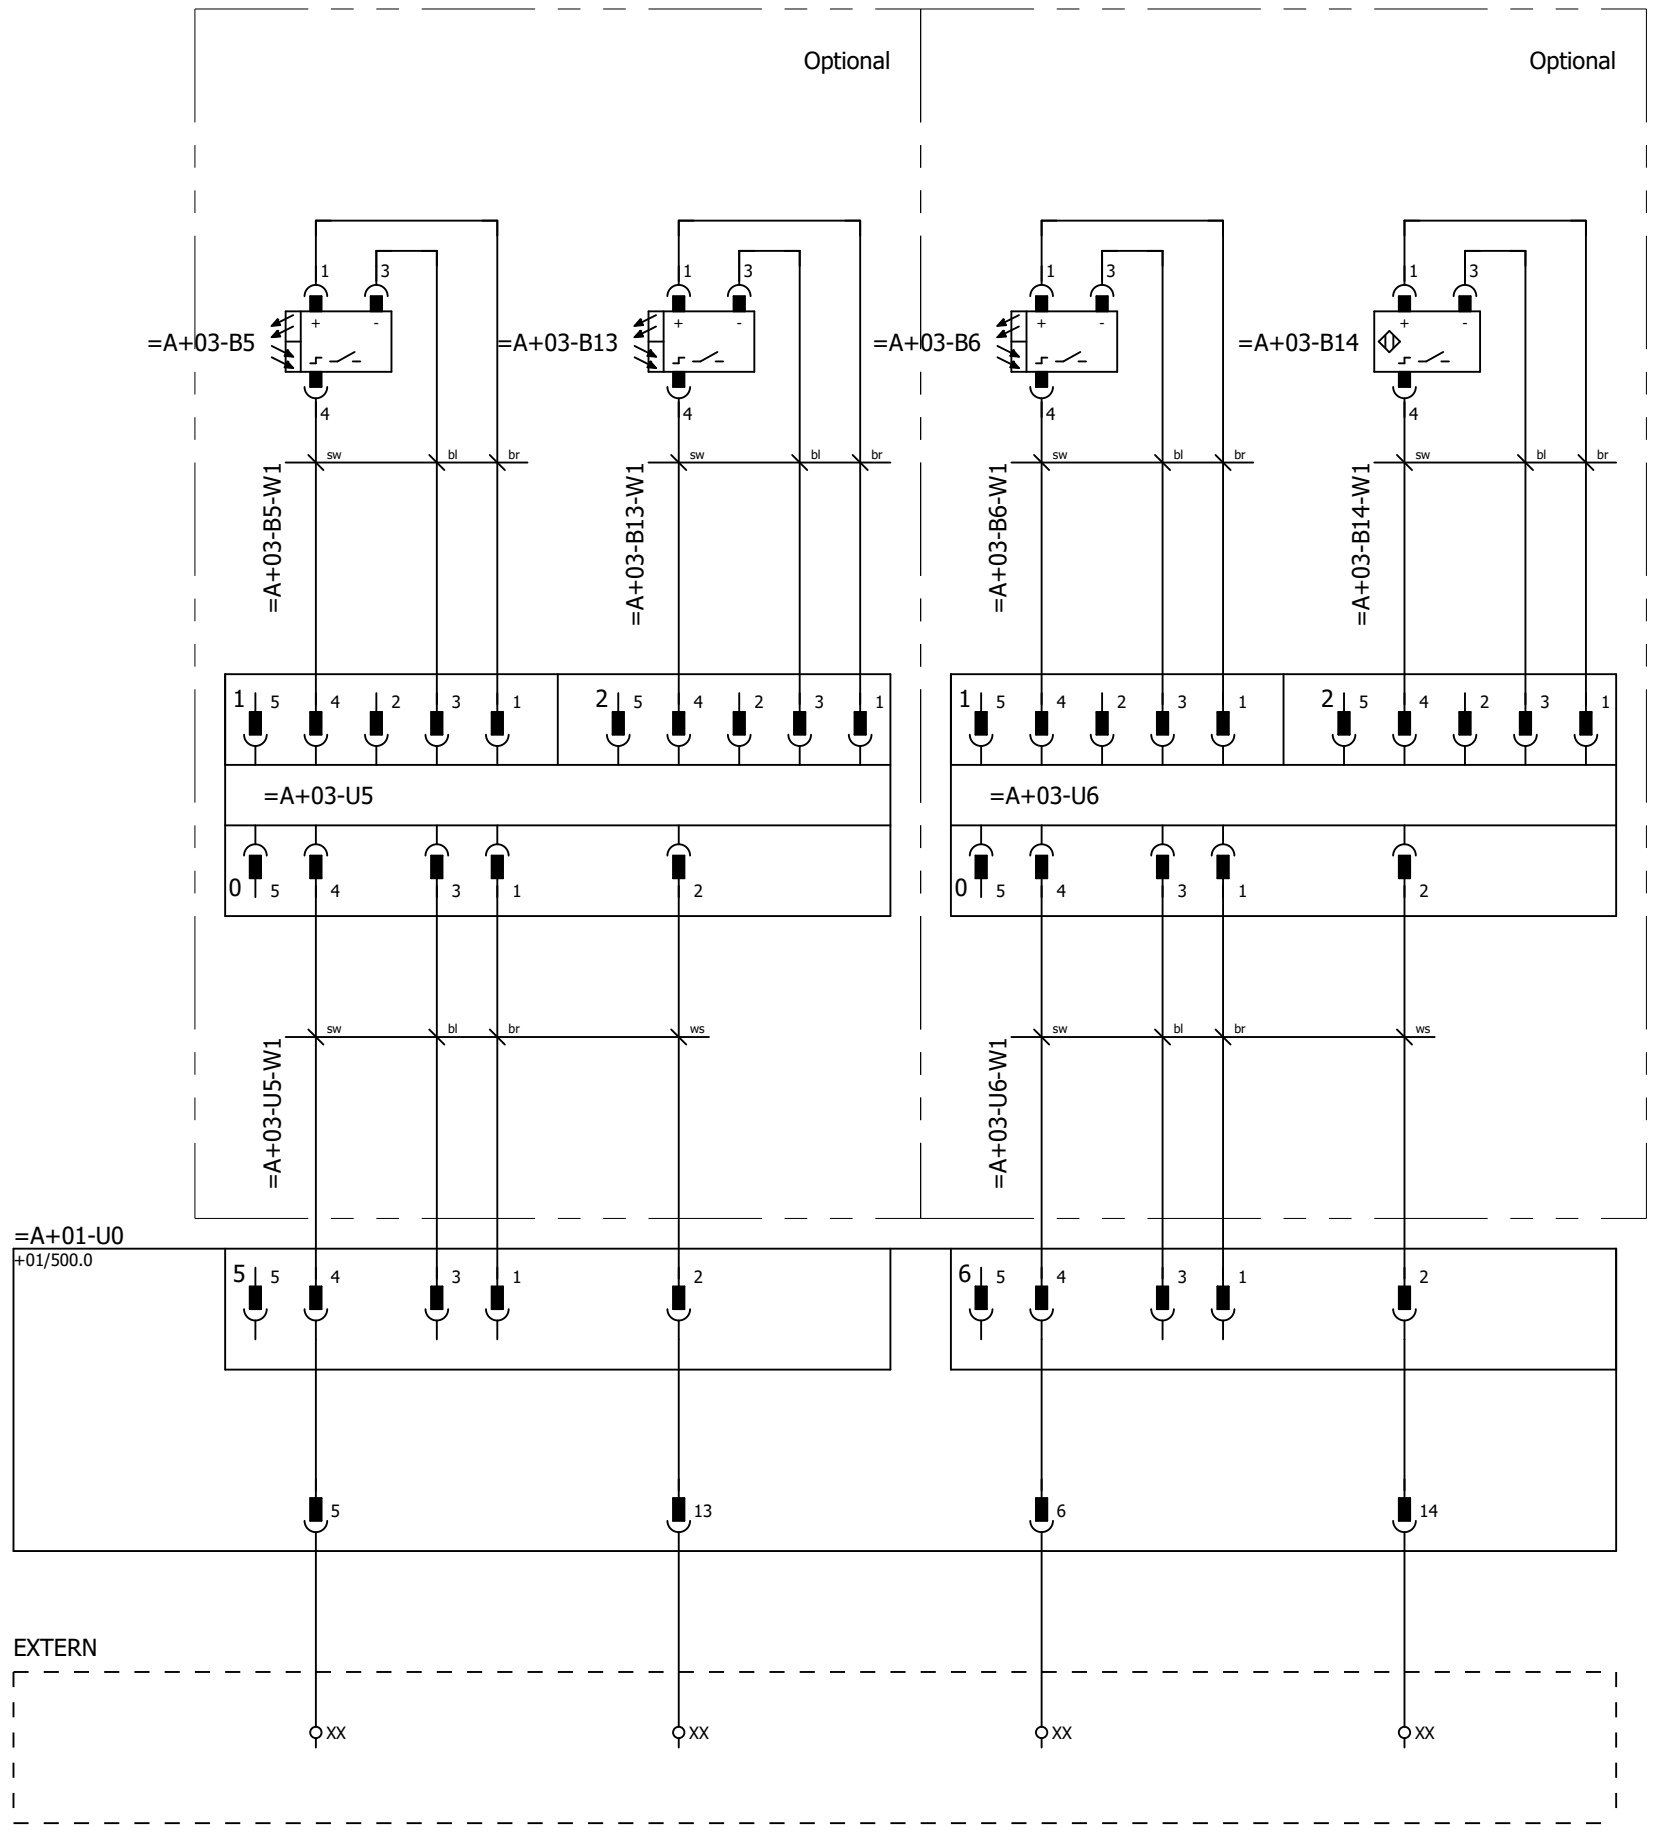 Optional Optional
1 3 1 3 1 3 1 3
+ - + - + - + -
=A+03-B5 =A+03-B13 =A+03-B6 =A+03-B14
4 4 4 4
sw bl br sw bl br sw bl br sw bl br
=A+03-B5-W1
=A+03-B13-W1
=A+03-B6-W1
=A+03-B14-W1
1 5 4 2 3 1 2 5 4 2 3 1 1 5 4 2 3 1 2 5 4 2 3 1
=A+03-U5 =A+03-U6
0 5 4 3 1 2 0 5 4 3 1 2
sw bl br ws sw bl br ws
=A+03-U5-W1
=A+03-U6-W1
=A+01-U0
+01/500.0
5 5 4 3 1 2 6 5 4 3 1 2
5 13 6 14
EXTERN
XX XX XX XX